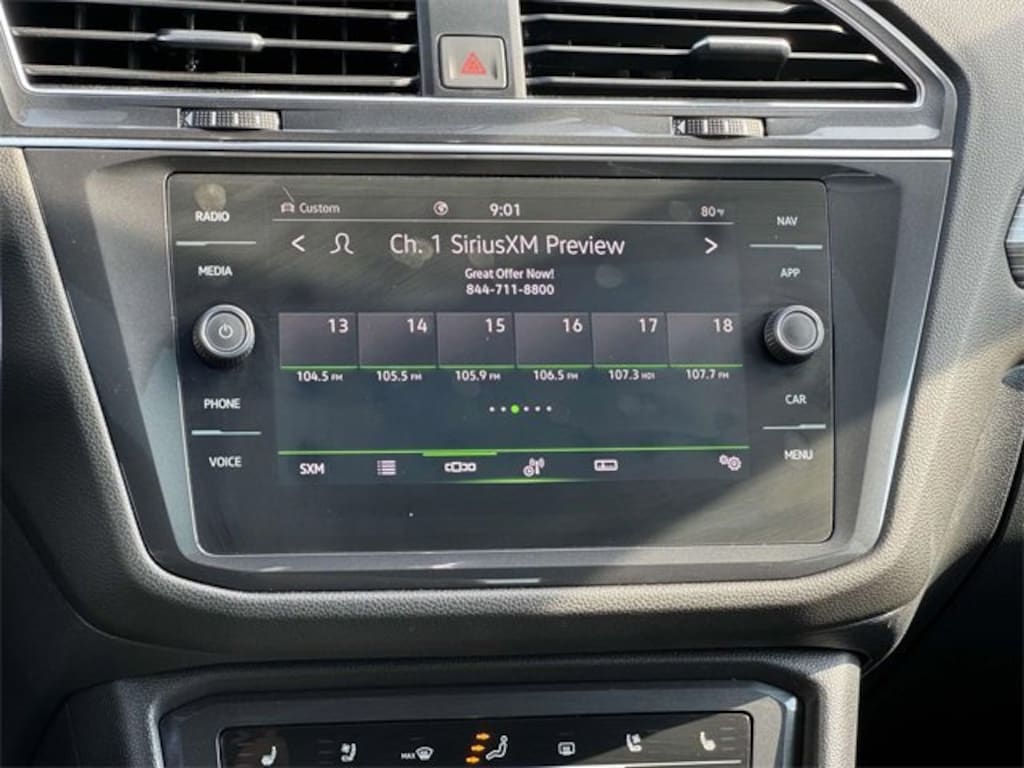 RADIO
MEDIA
PHONE
VOICE
Custom 9:01 80°F
Ch. 1 SiriusXM Preview
Great Offer Now!
844-711-8800
13 14 15 16 17 18
104.5 FM 105.5 FM 105.9 FM 106.5 FM 107.3 HD1 107.7 FM
SXM
NAV
APP
CAR
MENU
MAX